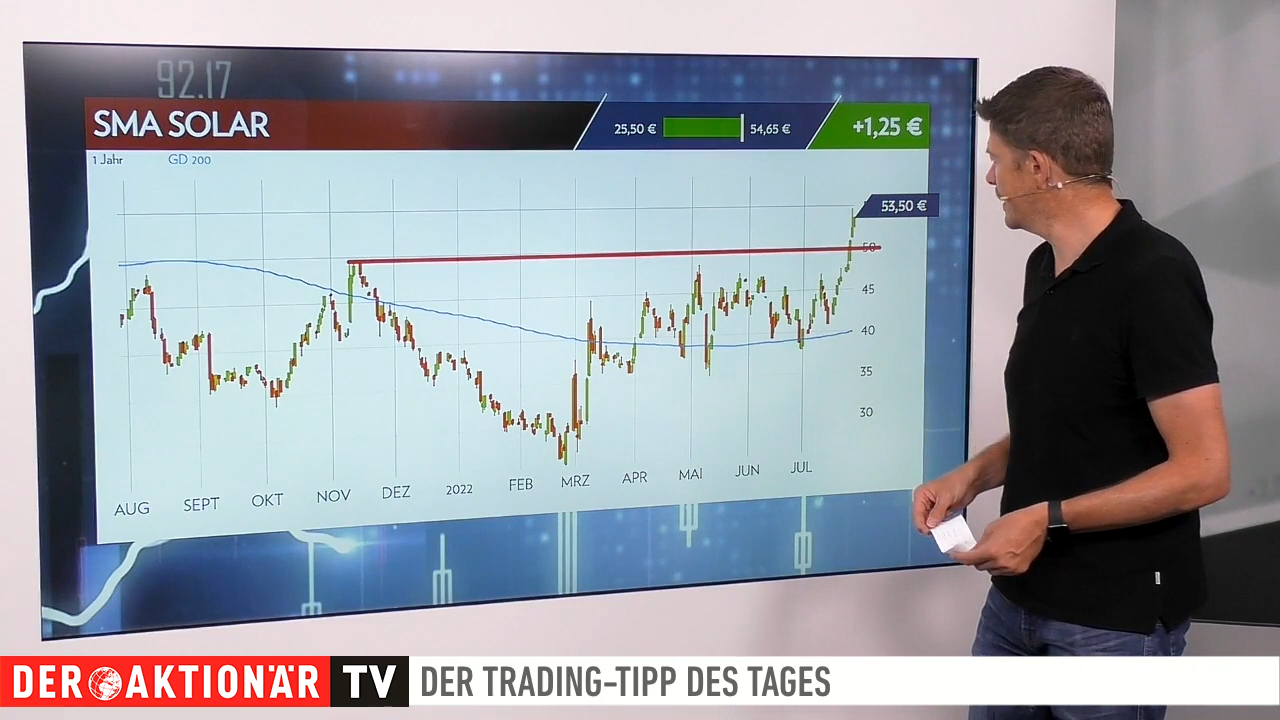 92.17
SMA SOLAR
25,50 €
54,65 €
+1,25 €
1 Jahr
GD 200
53,50 €
50
45
40
35
30
AUG
SEPT
OKT
NOV
DEZ
2022
FEB
MRZ
APR
MAI
JUN
JUL
DER AKTIONÄR TV
DER TRADING-TIPP DES TAGES